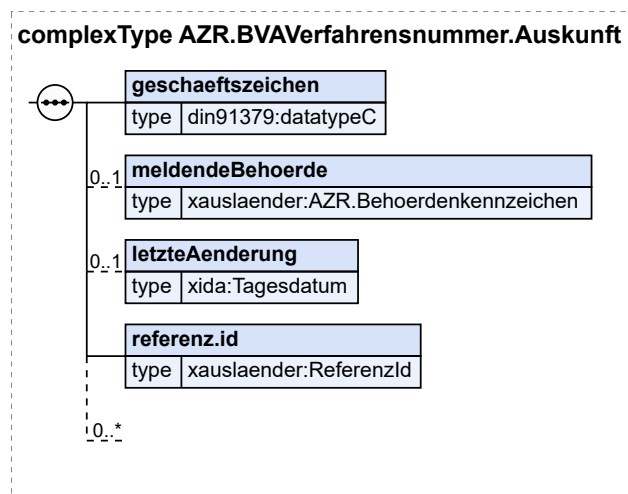 complexType AZR.BVAVerfahrensnummer.Auskunft
geschaeftszeichen
type din91379:datatypeC
0..1 meldendeBehoerde
type xauslaender:AZR.Behoerdenkennzeichen
0..1 letzteAenderung
type xida:Tagesdatum
referenz.id
type xauslaender:ReferenzId
0..*